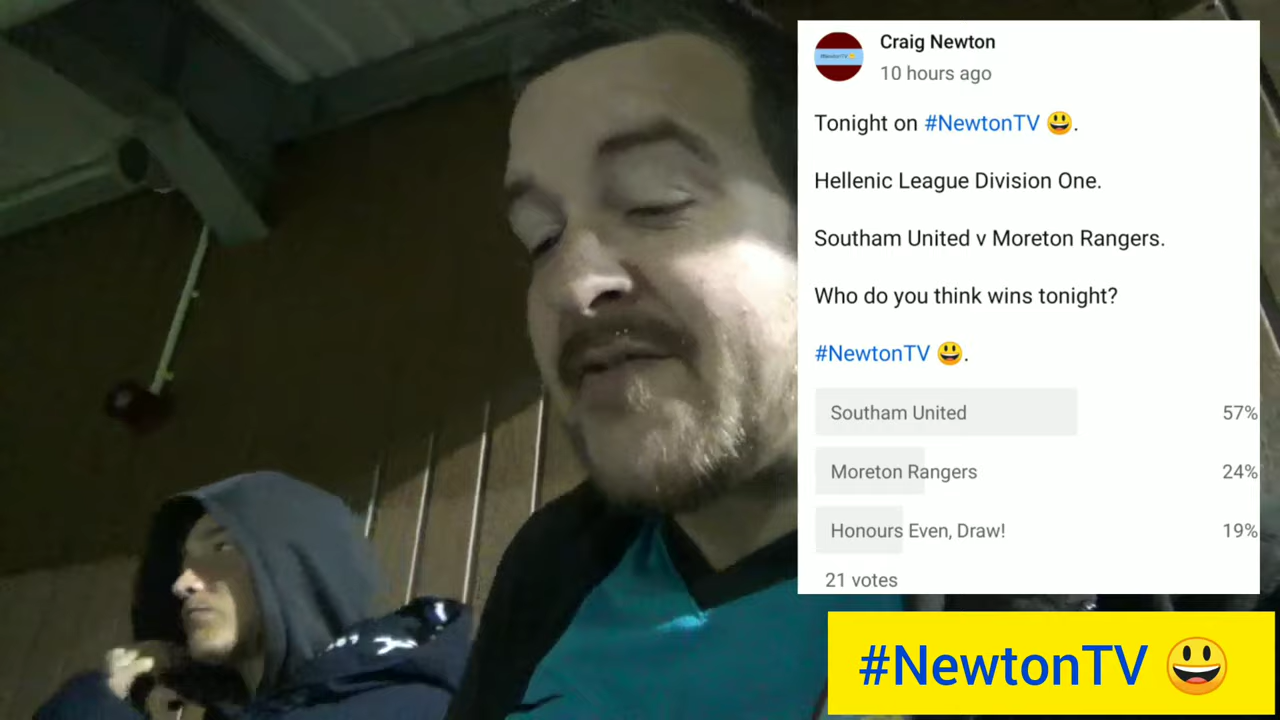 Craig Newton
10 hours ago
Tonight on #NewtonTV 😃.
Hellenic League Division One.
Southam United v Moreton Rangers.
Who do you think wins tonight?
#NewtonTV 😃.
Southam United 57%
Moreton Rangers 24%
Honours Even, Draw! 19%
21 votes
#NewtonTV 😃